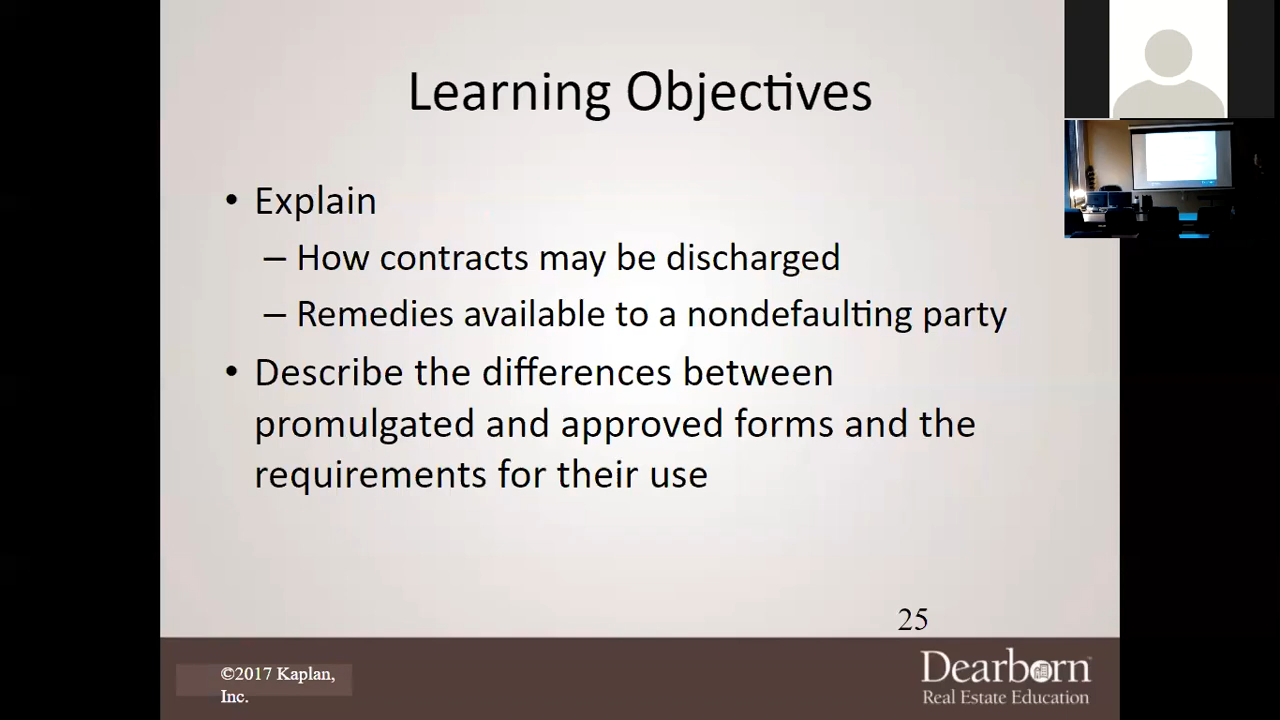 Learning Objectives
• Explain
– How contracts may be discharged
– Remedies available to a nondefaulting party
• Describe the differences between
promulgated and approved forms and the
requirements for their use
25
©2017 Kaplan,
Inc.
Dearborn™
Real Estate Education